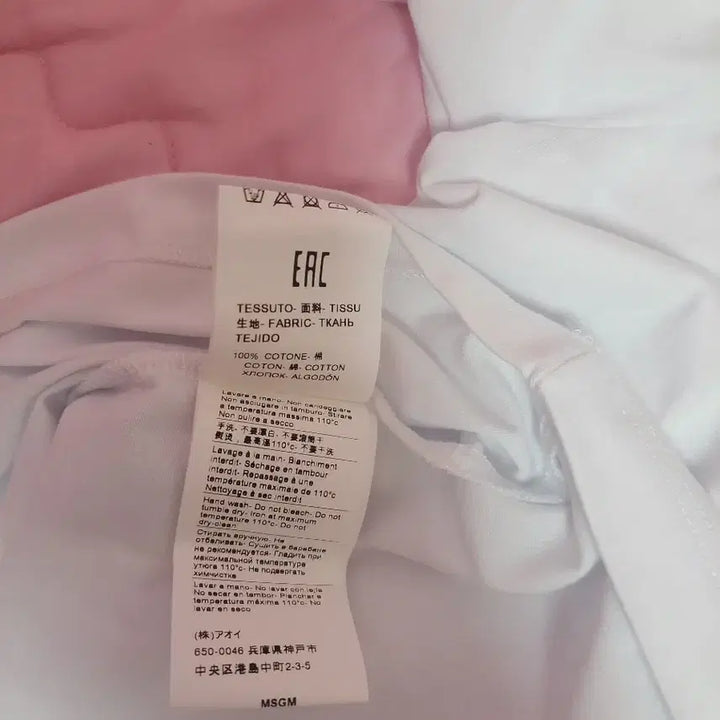 EAC
TESSUTO- 面料- TISSU
生地- FABRIC- ТКАНЬ
TEJIDO
100% COTONE- 棉
COTON- 綿- COTTON
ХЛОПОК- ALGODÓN
Lavare a mano- Non candeggiare
Non asciugare in tamburo- Stirare
a temperatura massima 110°c
Non pulire a secco
手洗- 不要漂白- 不要滾筒干
熨燙，最高溫110°c- 不要干洗
Lavage à la main- Blanchiment
interdit- Séchage en tambour
interdit- Repassage à une
température maximale de 110°c
Nettoyage à sec interdit
Hand wash- Do not bleach- Do not
tumble dry- Iron at maximum
temperature 110°c- Do not
dry-clean
Стирать вручную. Не
отбеливать- Сушить в барабане
не рекомендуется- Гладить при
максимальной температуре
утюга 110°c- Не подвергать
химчистке
Lavar a mano- No lavar con lejía
No secar en tambor- Planchar a
temperatura máxima 110°c- No
lavar en seco
(株)アオイ
650-0046 兵庫県神戸市
中央区港島中町2-3-5
MSGM